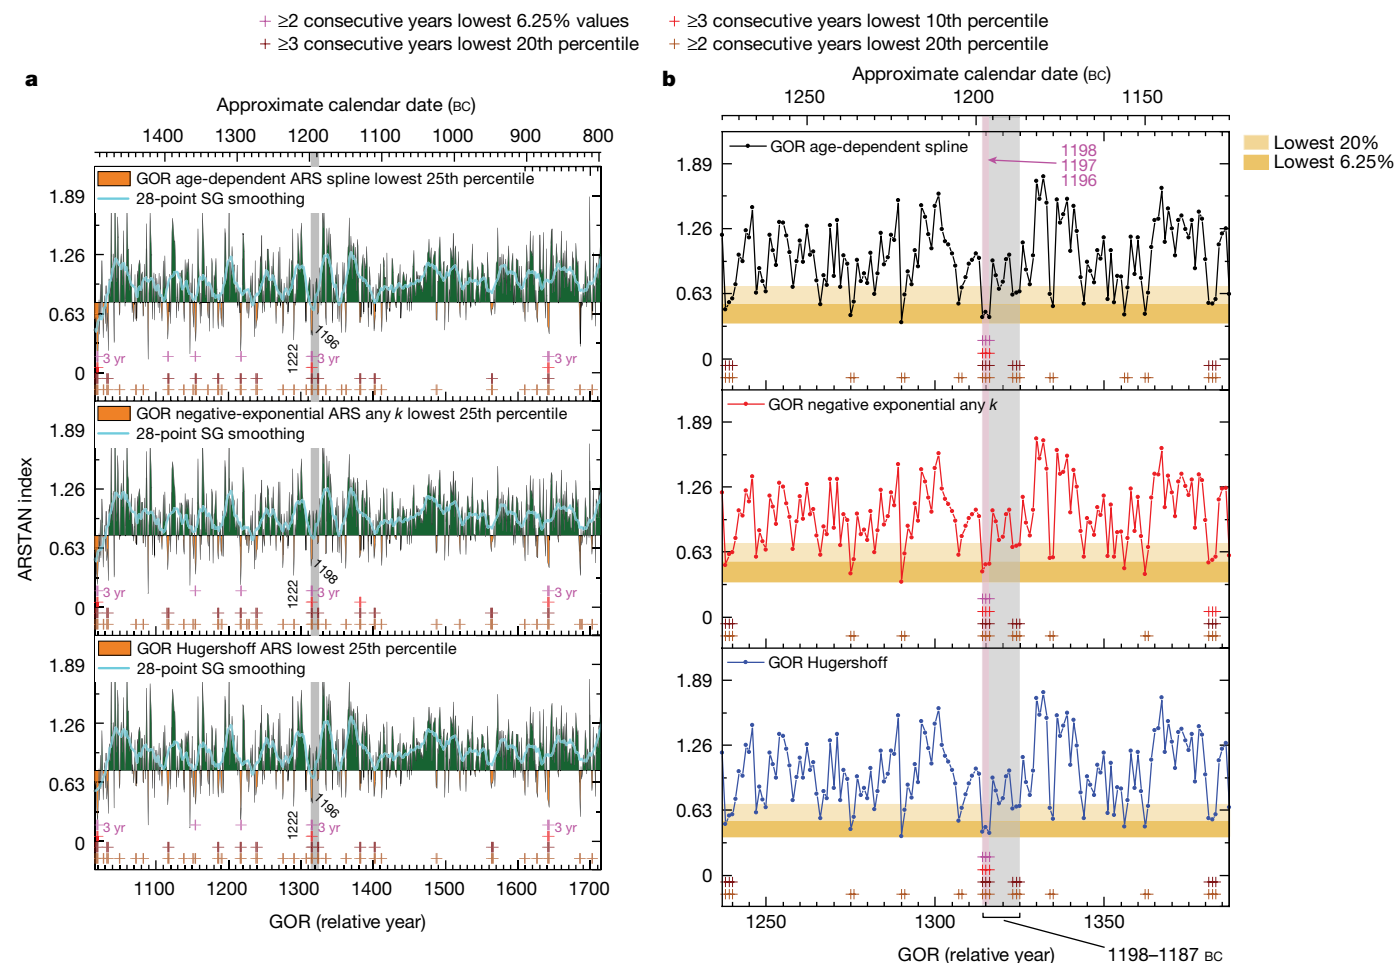 ≥2 consecutive years lowest 6.25% values
≥3 consecutive years lowest 10th percentile
≥3 consecutive years lowest 20th percentile
≥2 consecutive years lowest 20th percentile
a
Approximate calendar date (BC)
1400 1300 1200 1100 1000 900 800
ARSTAN index
GOR age-dependent ARS spline lowest 25th percentile
28-point SG smoothing
1.89
1.26
0.63
0
3 yr
1222
1196
3 yr
3 yr
GOR negative-exponential ARS any k lowest 25th percentile
28-point SG smoothing
1.89
1.26
0.63
0
3 yr
1222
1198
3 yr
3 yr
GOR Hugershoff ARS lowest 25th percentile
28-point SG smoothing
1.89
1.26
0.63
0
3 yr
1222
1196
3 yr
3 yr
1100 1200 1300 1400 1500 1600 1700
GOR (relative year)
b
Approximate calendar date (BC)
1250 1200 1150
GOR age-dependent spline
1198
1197
1196
1.89
1.26
0.63
0
Lowest 20%
Lowest 6.25%
GOR negative exponential any k
1.89
1.26
0.63
0
GOR Hugershoff
1.89
1.26
0.63
0
1250 1300 1350
GOR (relative year)
1198–1187 BC